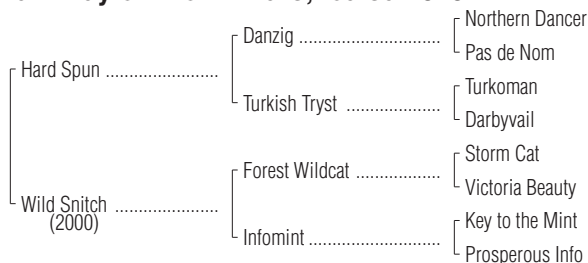 Northern Dancer
Danzig ......................
Pas de Nom
Hard Spun ........................
Turkoman
Turkish Tryst ....................
Darbyvail
Storm Cat
Forest Wildcat ..................
Victoria Beauty
Wild Snitch ......................
(2000)
Key to the Mint
Infomint ............................
Prosperous Info